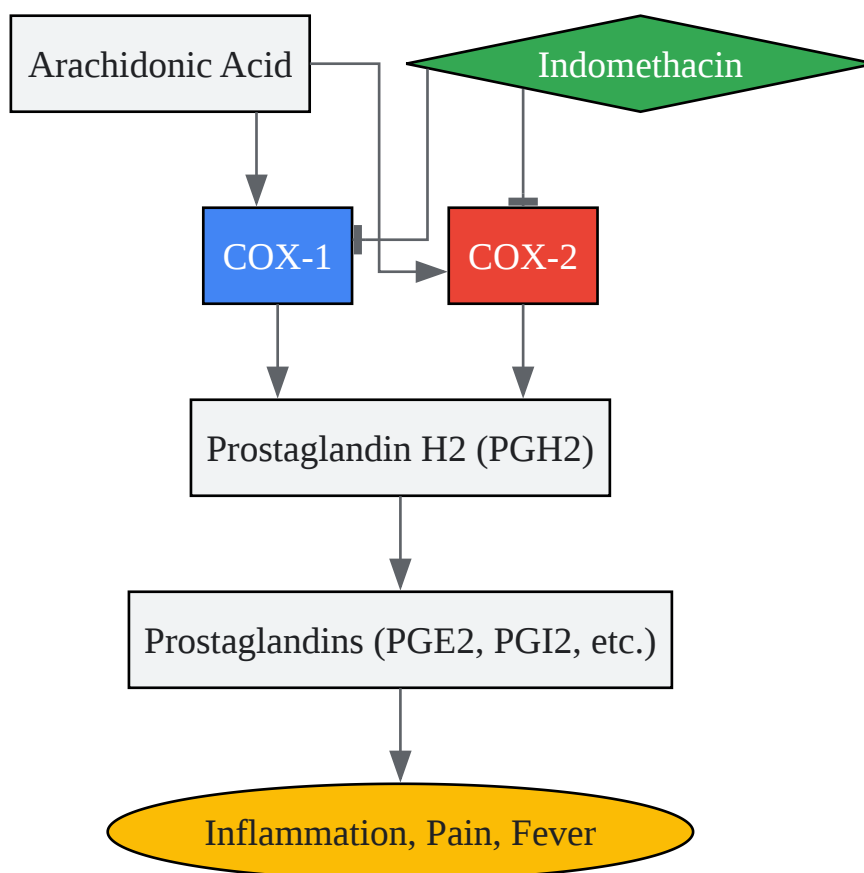 Arachidonic Acid
Indomethacin
COX-1
COX-2
Prostaglandin H2 (PGH2)
Prostaglandins (PGE2, PGI2, etc.)
Inflammation, Pain, Fever